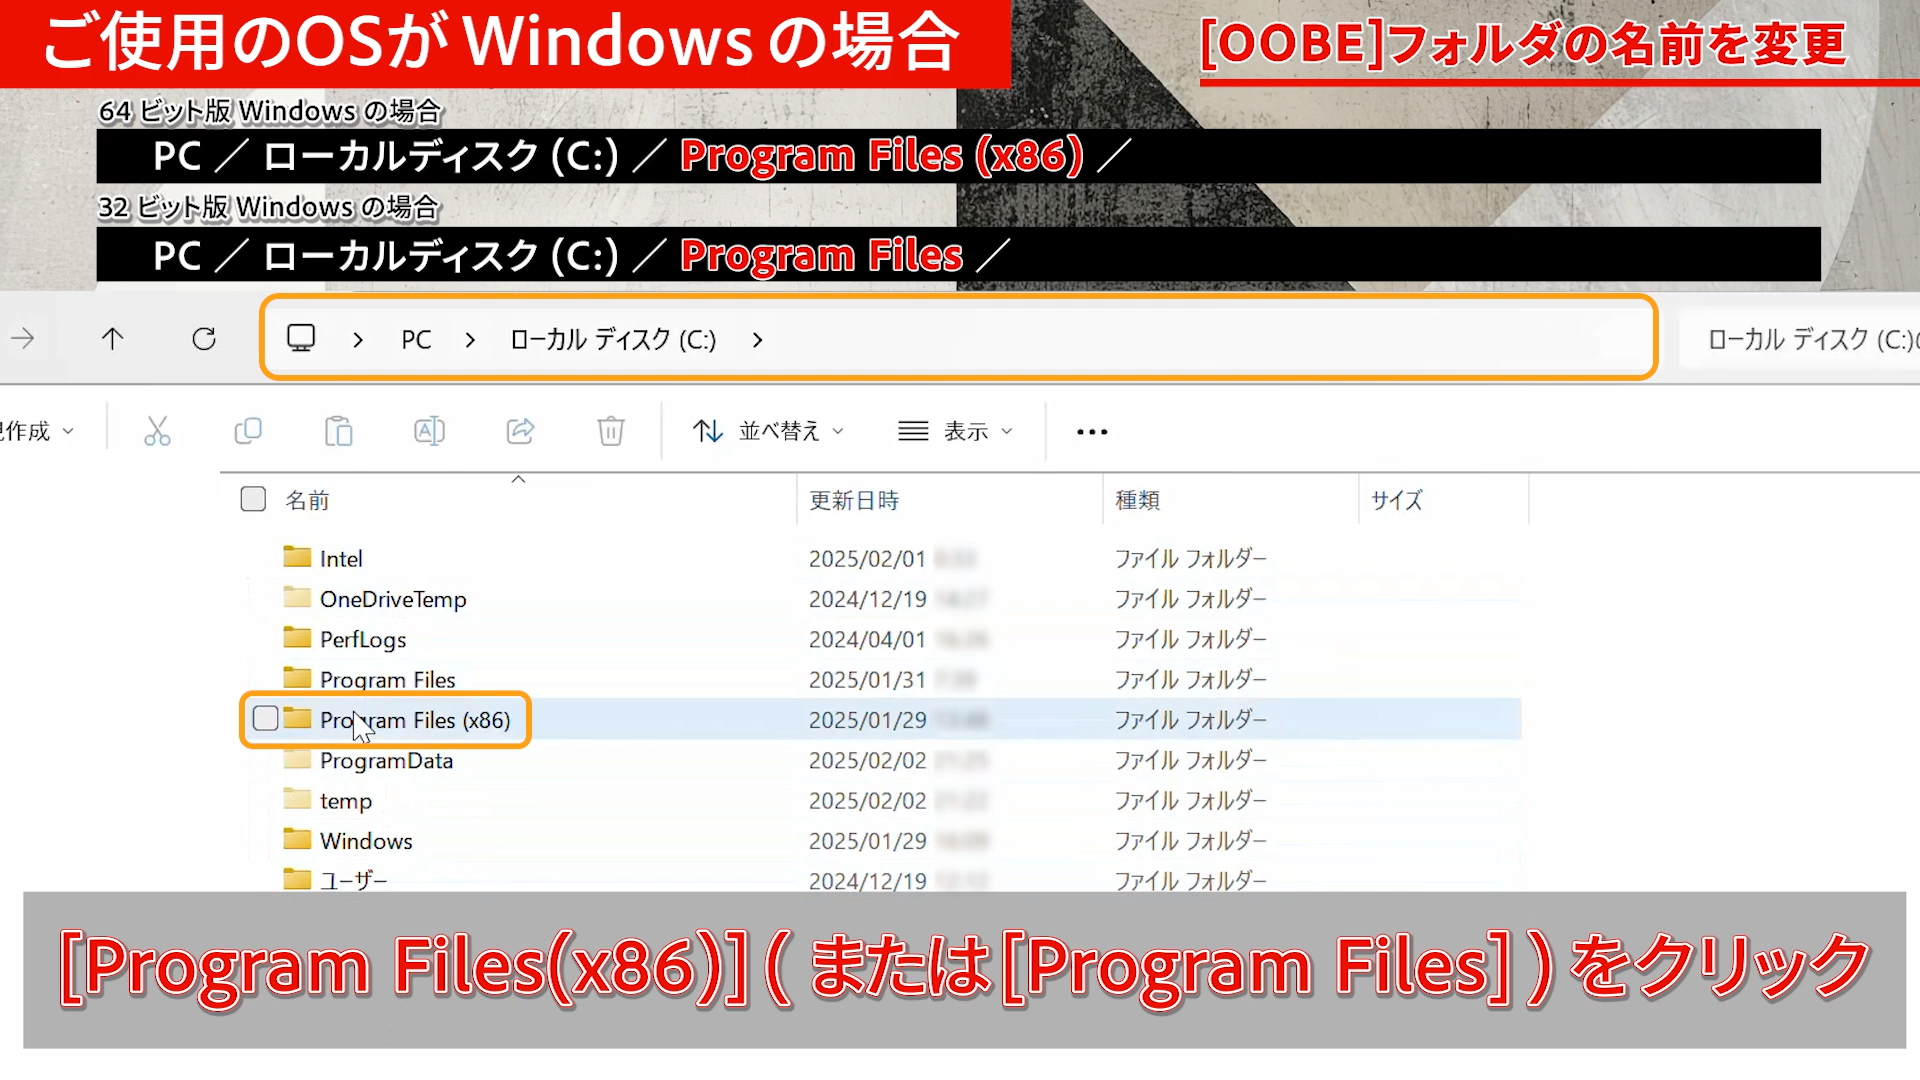 ご使用のOSが Windows の場合
[OOBE]フォルダの名前を変更
64 ビット版 Windows の場合
PC ／ ローカルディスク (C:) ／ Program Files (x86) ／
32 ビット版 Windows の場合
PC ／ ローカルディスク (C:) ／ Program Files ／
PC ローカル ディスク (C:)
ローカル ディスク (C:)
作成 並べ替え 表示
名前 更新日時 種類 サイズ
Intel 2025/02/01 ファイル フォルダー
OneDriveTemp 2024/12/19 ファイル フォルダー
PerfLogs 2024/04/01 ファイル フォルダー
Program Files 2025/01/31 ファイル フォルダー
Program Files (x86) 2025/01/29 ファイル フォルダー
ProgramData 2025/02/02 ファイル フォルダー
temp 2025/02/02 ファイル フォルダー
Windows 2025/01/29 ファイル フォルダー
ユーザー 2024/12/19 ファイル フォルダー
[Program Files(x86)] ( または [Program Files] ) をクリック